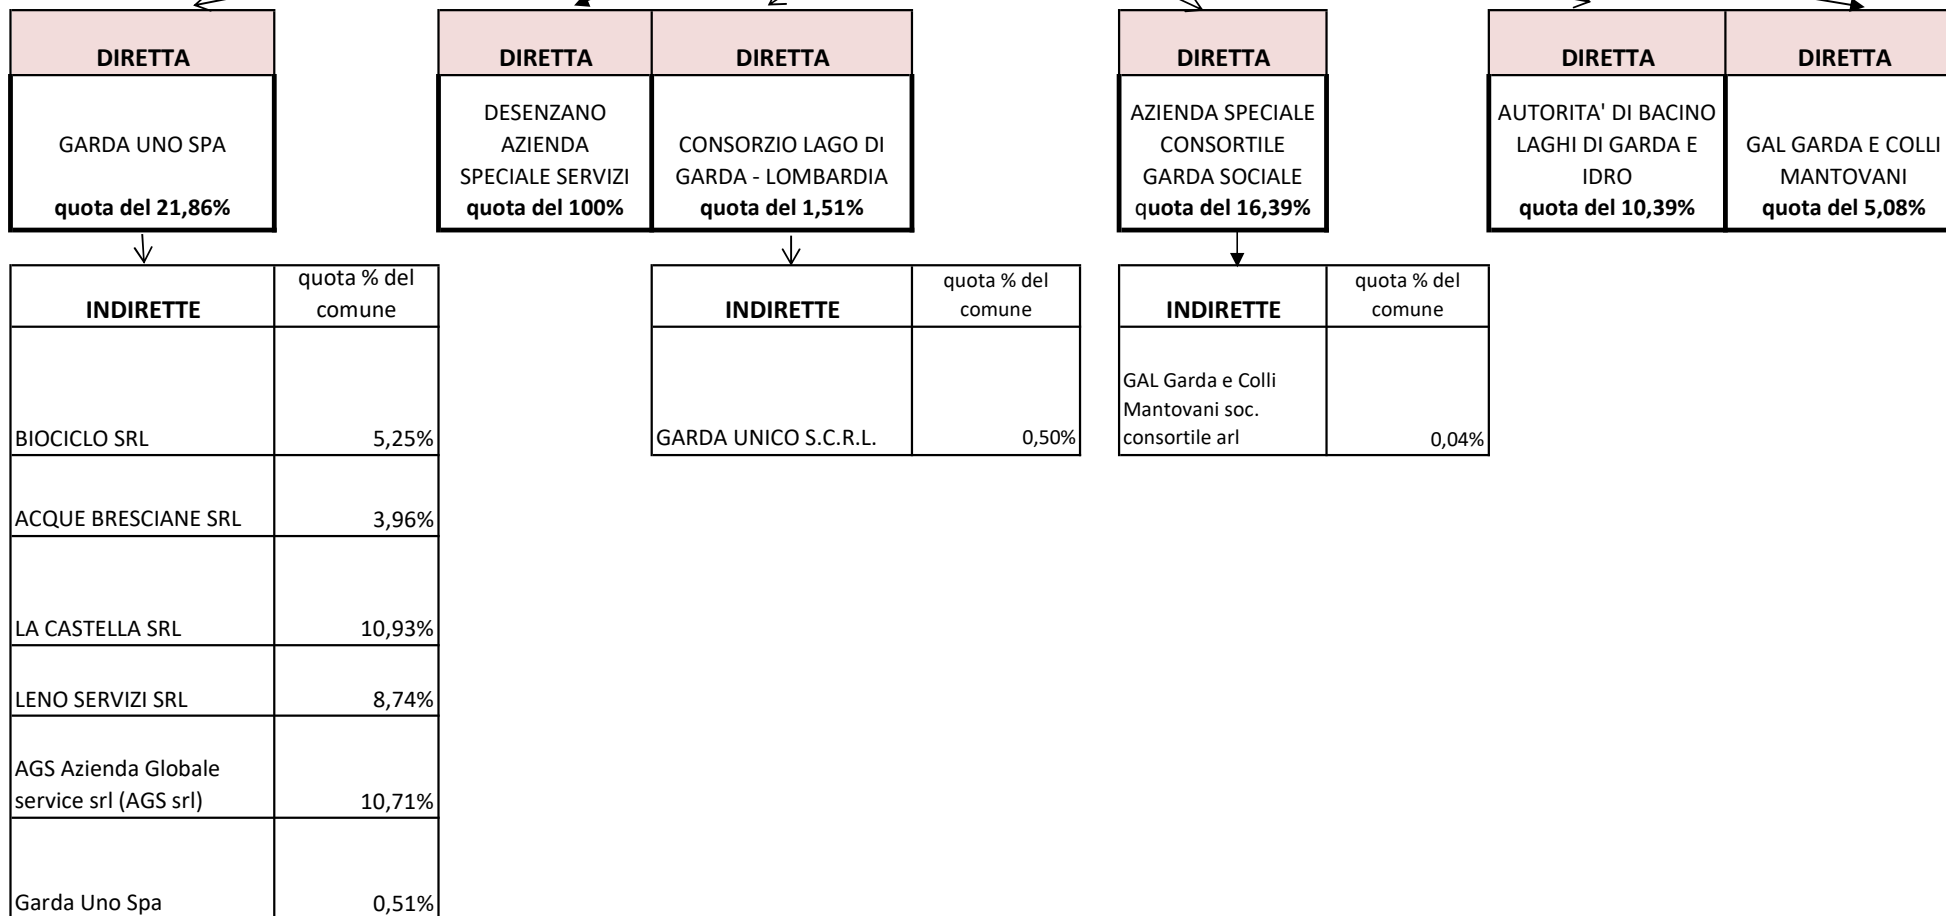 DIRETTA
GARDA UNO SPA
quota del 21,86%
DIRETTA
DESENZANO
AZIENDA
SPECIALE SERVIZI
quota del 100%
DIRETTA
CONSORZIO LAGO DI
GARDA - LOMBARDIA
quota del 1,51%
DIRETTA
AZIENDA SPECIALE
CONSORTILE
GARDA SOCIALE
quota del 16,39%
DIRETTA
AUTORITA' DI BACINO
LAGHI DI GARDA E
IDRO
quota del 10,39%
DIRETTA
GAL GARDA E COLLI
MANTOVANI
quota del 5,08%
INDIRETTE
quota % del
comune
BIOCICLO SRL 5,25%
ACQUE BRESCIANE SRL 3,96%
LA CASTELLA SRL 10,93%
LENO SERVIZI SRL 8,74%
AGS Azienda Globale
service srl (AGS srl) 10,71%
Garda Uno Spa 0,51%
INDIRETTE
quota % del
comune
GARDA UNICO S.C.R.L. 0,50%
INDIRETTE
quota % del
comune
GAL Garda e Colli
Mantovani soc.
consortile arl 0,04%